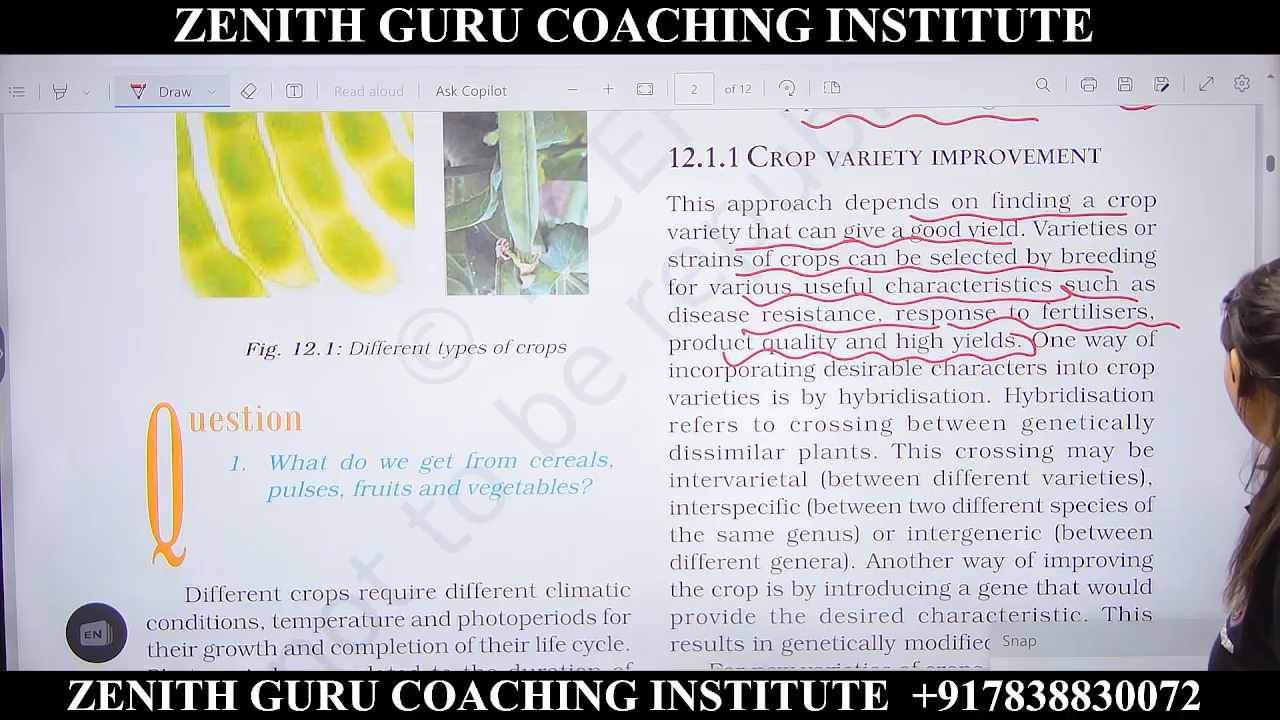 ZENITH GURU COACHING INSTITUTE
Draw
Read aloud
Ask Copilot
2
of 12
Fig. 12.1: Different types of crops
Question
1. What do we get from cereals,
pulses, fruits and vegetables?
Different crops require different climatic
conditions, temperature and photoperiods for
their growth and completion of their life cycle.
12.1.1 CROP VARIETY IMPROVEMENT
This approach depends on finding a crop
variety that can give a good yield. Varieties or
strains of crops can be selected by breeding
for various useful characteristics such as
disease resistance, response to fertilisers,
product quality and high yields. One way of
incorporating desirable characters into crop
varieties is by hybridisation. Hybridisation
refers to crossing between genetically
dissimilar plants. This crossing may be
intervarietal (between different varieties),
interspecific (between two different species of
the same genus) or intergeneric (between
different genera). Another way of improving
the crop is by introducing a gene that would
provide the desired characteristic. This
results in genetically modified
Snap
EN
not to be republ
©
ZENITH GURU COACHING INSTITUTE +917838830072